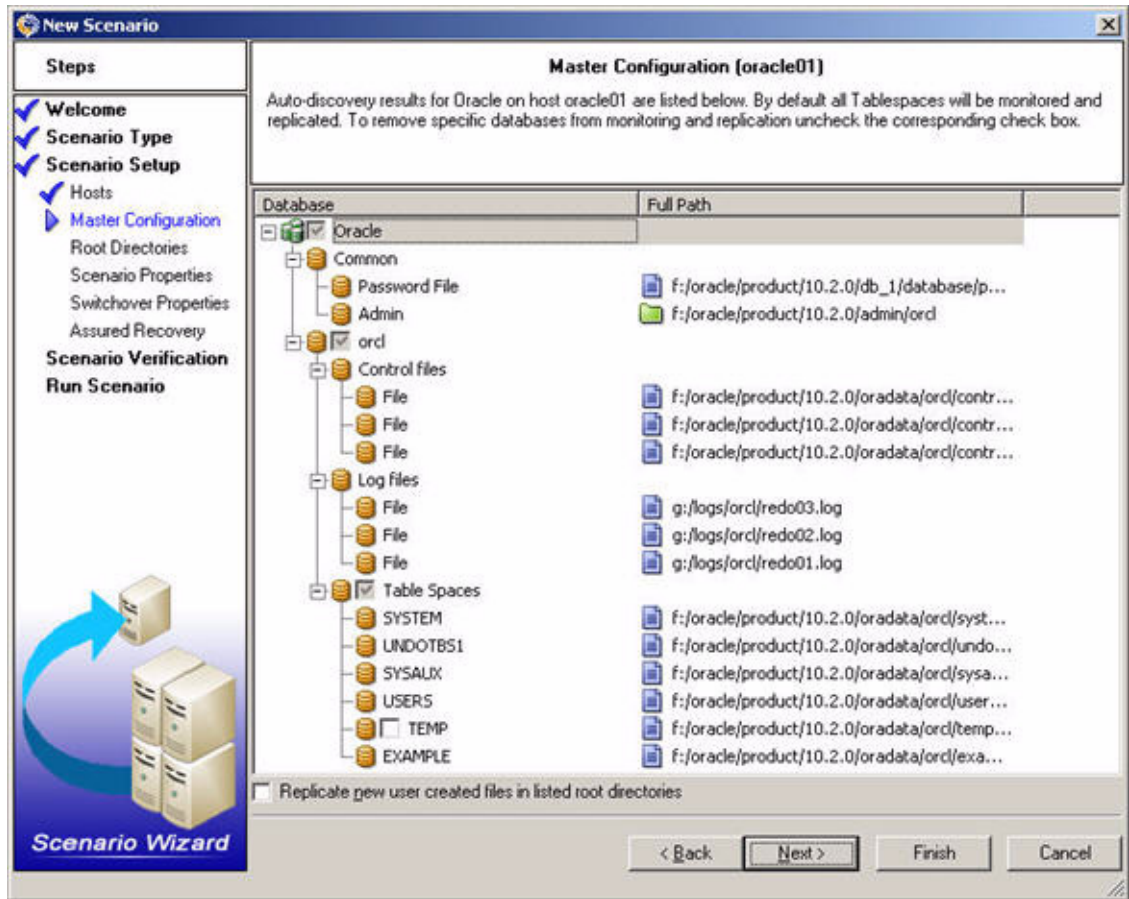 New Scenario
Steps
Welcome
Scenario Type
Scenario Setup
Hosts
Master Configuration
Root Directories
Scenario Properties
Switchover Properties
Assured Recovery
Scenario Verification
Run Scenario
Scenario Wizard
Master Configuration (oracle01)
Auto-discovery results for Oracle on host oracle01 are listed below. By default all Tablespaces will be monitored and
replicated. To remove specific databases from monitoring and replication uncheck the corresponding check box.
Database Full Path
Oracle
Common
Password File f:/oracle/product/10.2.0/db_1/database/p...
Admin f:/oracle/product/10.2.0/admin/orcl
orcl
Control files
File f:/oracle/product/10.2.0/oradata/orcl/contr...
File f:/oracle/product/10.2.0/oradata/orcl/contr...
File f:/oracle/product/10.2.0/oradata/orcl/contr...
Log files
File g:/logs/orcl/redo03.log
File g:/logs/orcl/redo02.log
File g:/logs/orcl/redo01.log
Table Spaces
SYSTEM f:/oracle/product/10.2.0/oradata/orcl/syst...
UNDOTBS1 f:/oracle/product/10.2.0/oradata/orcl/undo...
SYSAUX f:/oracle/product/10.2.0/oradata/orcl/sysa...
USERS f:/oracle/product/10.2.0/oradata/orcl/user...
TEMP f:/oracle/product/10.2.0/oradata/orcl/temp...
EXAMPLE f:/oracle/product/10.2.0/oradata/orcl/exa...
Replicate new user created files in listed root directories
< Back Next > Finish Cancel